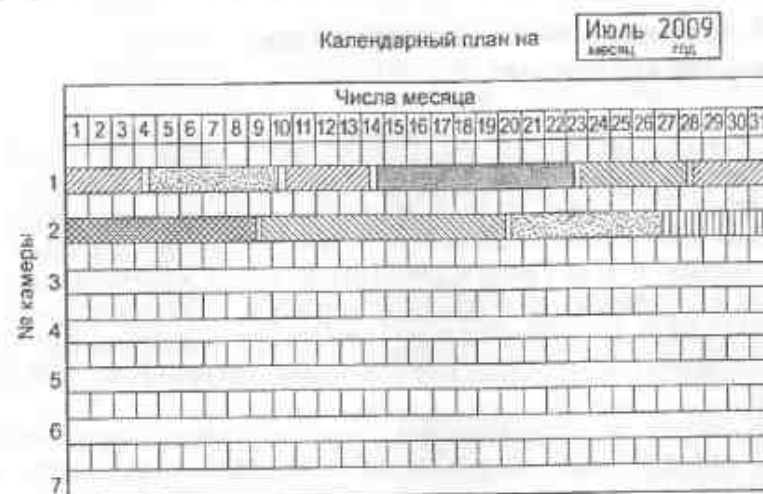 Календарный план на
Июль 2009
месяц год
Числа месяца
1 2 3 4 5 6 7 8 9 10 11 12 13 14 15 16 17 18 19 20 21 22 23 24 25 26 27 28 29 30 31
№ камеры
1
2
3
4
5
6
7